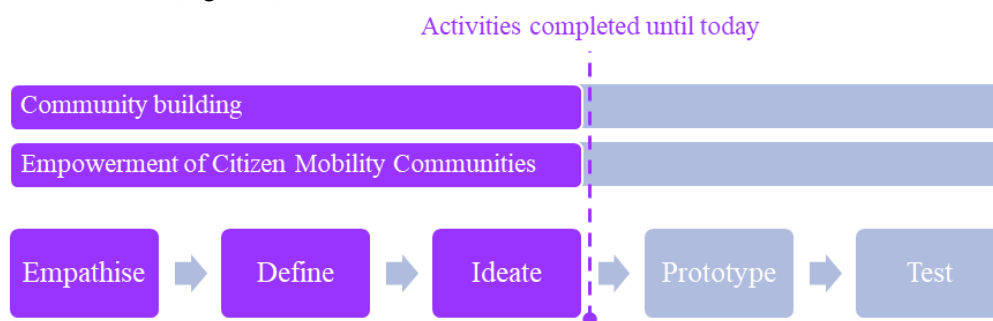 Activities completed until today
Community building
Empowerment of Citizen Mobility Communities
Empathise
Define
Ideate
Prototype
Test